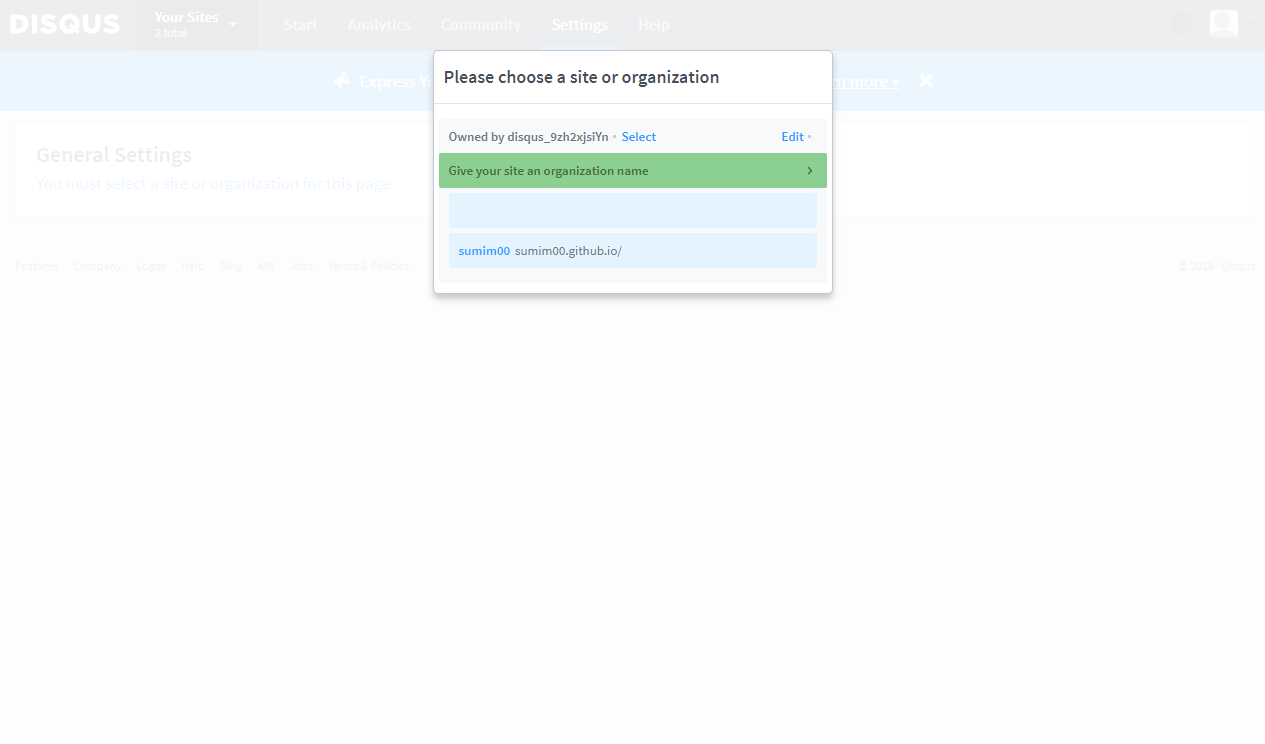 DISQUS
Your Sites
2 total
Start Analytics Community Settings Help
Express Yo
rn more »
Please choose a site or organization
Owned by disqus_9zh2xjsiYn • Select Edit •
Give your site an organization name
sumim00 sumim00.github.io/
General Settings
You must select a site or organization for this page
Features Company Logos Help Blog API Jobs Terms & Policies
© 2018 - Disqus